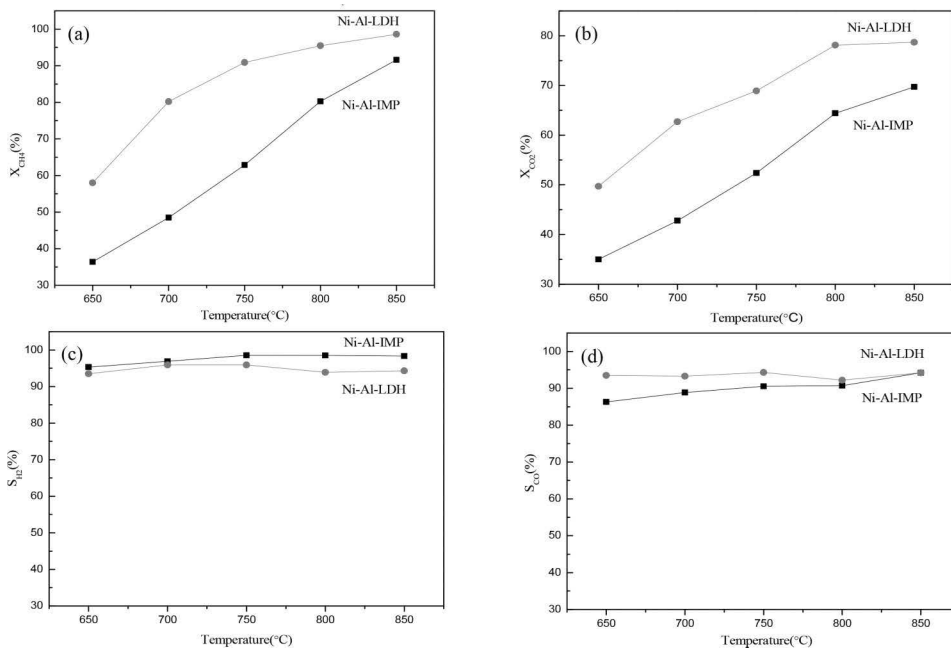 (a)
Ni-Al-LDH
Ni-Al-IMP
X_CH4(%)
100
90
80
70
60
50
40
30
650 700 750 800 850
Temperature(°C)
(b)
Ni-Al-LDH
Ni-Al-IMP
X_CO2(%)
80
70
60
50
40
30
650 700 750 800 850
Temperature(°C)
(c)
Ni-Al-IMP
Ni-Al-LDH
S_H2(%)
100
90
80
70
60
50
40
30
650 700 750 800 850
Temperature(°C)
(d)
Ni-Al-LDH
Ni-Al-IMP
S_CO(%)
100
90
80
70
60
50
40
30
650 700 750 800 850
Temperature(°C)